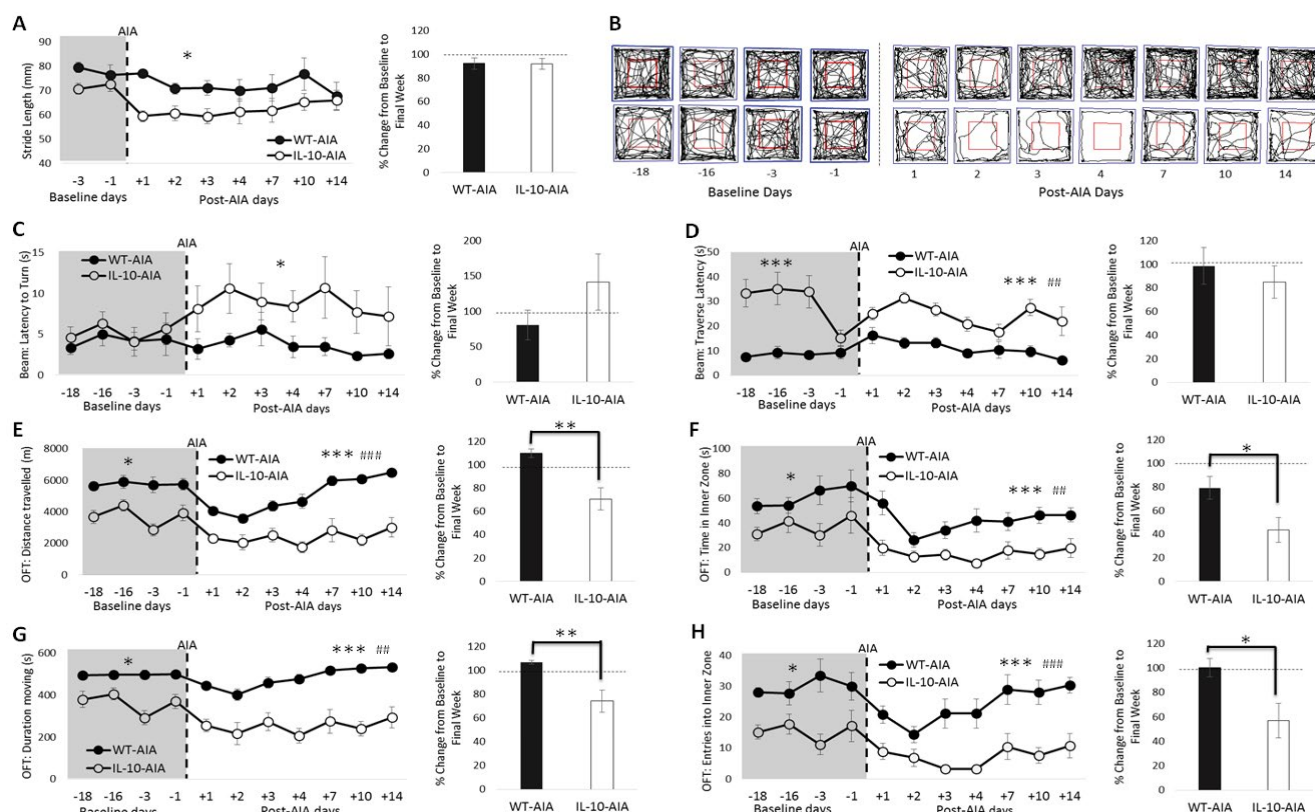 A
AIA
Stride Length (mm)
90
80
70
60
50
40
*
WT-AIA
IL-10-AIA
-3 -1 +1 +2 +3 +4 +7 +10 +14
Baseline days Post-AIA days
% Change from Baseline to
Final Week
120
100
80
60
40
20
0
WT-AIA IL-10-AIA
B
-18 -16 -3 -1 1 2 3 4 7 10 14
Baseline Days Post-AIA Days
C
AIA
Beam: Latency to Turn (s)
15
10
5
0
WT-AIA
IL-10-AIA
*
-18 -16 -3 -1 +1 +2 +3 +4 +7 +10 +14
Baseline days Post-AIA days
% Change from Baseline to
Final Week
200
150
100
50
0
WT-AIA IL-10-AIA
D
AIA
Beam: Traverse Latency (s)
50
40
30
20
10
0
***
WT-AIA
IL-10-AIA
*** ##
-18 -16 -3 -1 +1 +2 +3 +4 +7 +10 +14
Baseline days Post-AIA days
% Change from Baseline to
Final Week
120
100
80
60
40
20
0
WT-AIA IL-10-AIA
E
AIA
OFT: Distance travelled (m)
8000
6000
4000
2000
0
*
WT-AIA
IL-10-AIA
*** ###
-18 -16 -3 -1 +1 +2 +3 +4 +7 +10 +14
Baseline days Post-AIA days
% Change from Baseline to
Final Week
120
100
80
60
40
20
0
**
WT-AIA IL-10-AIA
F
AIA
OFT: Time in Inner Zone (s)
100
80
60
40
20
0
*
WT-AIA
IL-10-AIA
*** ##
-18 -16 -3 -1 +1 +2 +3 +4 +7 +10 +14
Baseline days Post-AIA days
% Change from Baseline to
Final Week
120
100
80
60
40
20
0
*
WT-AIA IL-10-AIA
G
AIA
OFT: Duration moving (s)
600
400
200
0
*
WT-AIA
IL-10-AIA
*** ##
-18 -16 -3 -1 +1 +2 +3 +4 +7 +10 +14
Baseline days Post-AIA days
% Change from Baseline to
Final Week
120
100
80
60
40
20
0
**
WT-AIA IL-10-AIA
H
AIA
OFT: Entries into Inner Zone
40
30
20
10
0
*
WT-AIA
IL-10-AIA
*** ###
-18 -16 -3 -1 +1 +2 +3 +4 +7 +10 +14
Baseline days Post-AIA days
% Change from Baseline to
Final Week
120
100
80
60
40
20
0
*
WT-AIA IL-10-AIA